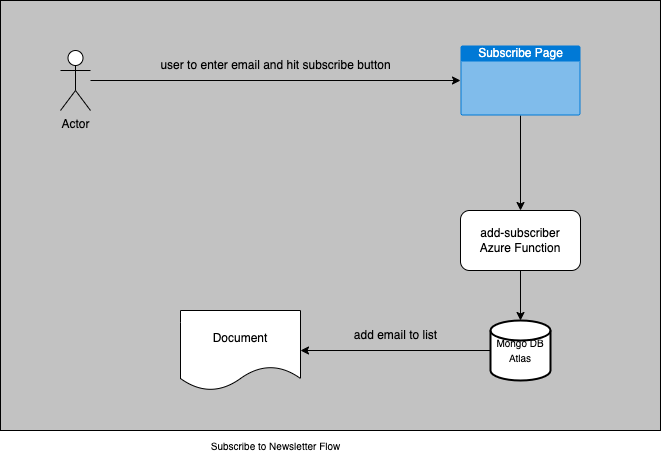 Subscribe Page
user to enter email and hit subscribe button
Actor
add-subscriber
Azure Function
Document
add email to list
Mongo DB
Atlas
Subscribe to Newsletter Flow